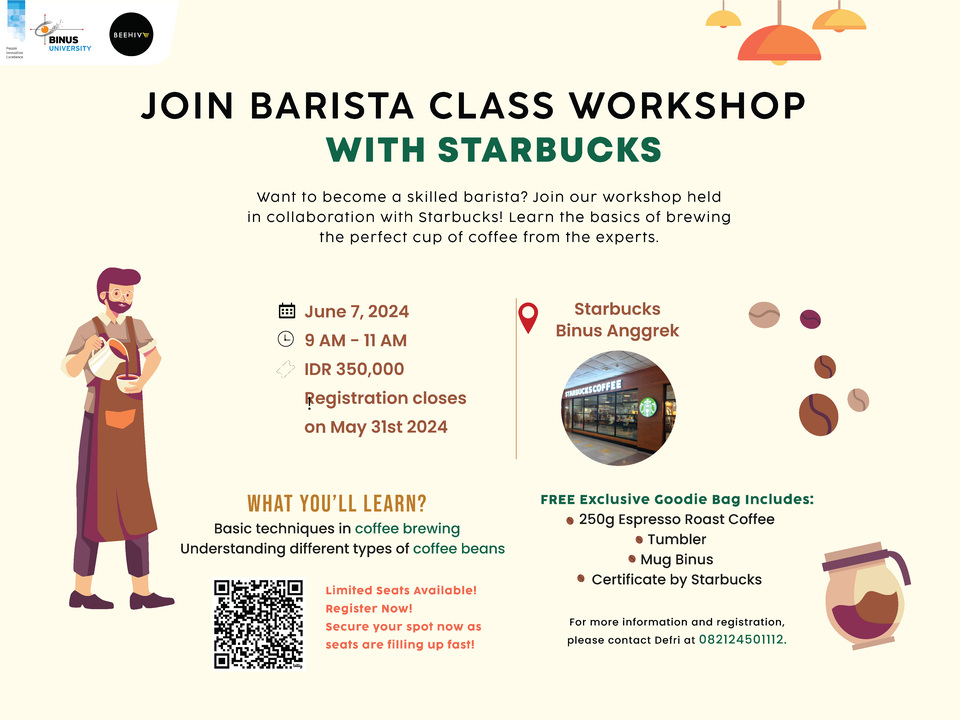 People
Innovation
Excellence
BINUS
UNIVERSITY
BEEHIVE
JOIN BARISTA CLASS WORKSHOP
WITH STARBUCKS
Want to become a skilled barista? Join our workshop held
in collaboration with Starbucks! Learn the basics of brewing
the perfect cup of coffee from the experts.
June 7, 2024
9 AM - 11 AM
IDR 350,000
!
Registration closes
on May 31st 2024
Starbucks
Binus Anggrek
STARBUCKS COFFEE
WHAT YOU'LL LEARN?
Basic techniques in coffee brewing
Understanding different types of coffee beans
Limited Seats Available!
Register Now!
Secure your spot now as
seats are filling up fast!
FREE Exclusive Goodie Bag Includes:
250g Espresso Roast Coffee
Tumbler
Mug Binus
Certificate by Starbucks
For more information and registration,
please contact Defri at 082124501112.